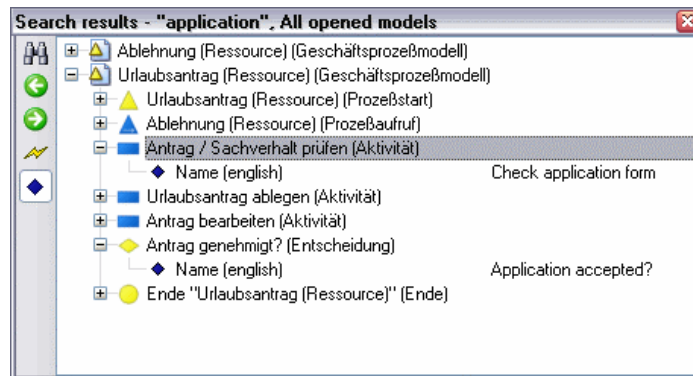 Search results - "application", All opened models
Ablehnung (Ressource) (Geschäftsprozeßmodell)
Urlaubsantrag (Ressource) (Geschäftsprozeßmodell)
Urlaubsantrag (Ressource) (Prozeßstart)
Ablehnung (Ressource) (Prozeßaufruf)
Antrag / Sachverhalt prüfen (Aktivität)
Name (english) Check application form
Urlaubsantrag ablegen (Aktivität)
Antrag bearbeiten (Aktivität)
Antrag genehmigt? (Entscheidung)
Name (english) Application accepted?
Ende "Urlaubsantrag (Ressource)" (Ende)